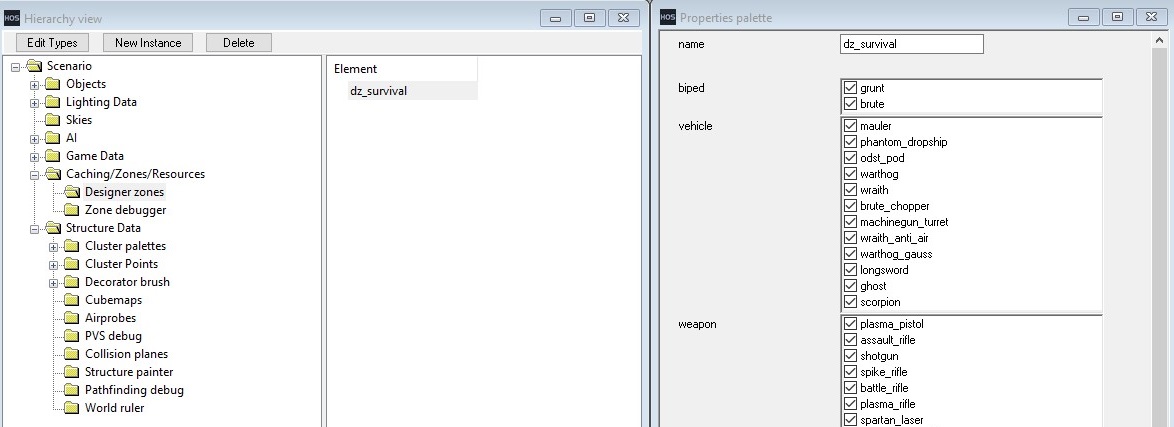 HOS Hierarchy view
Edit Types New Instance Delete
Scenario
Objects
Lighting Data
Skies
AI
Game Data
Caching/Zones/Resources
Designer zones
Zone debugger
Structure Data
Cluster palettes
Cluster Points
Decorator brush
Cubemaps
Airprobes
PVS debug
Collision planes
Structure painter
Pathfinding debug
World ruler
Element
dz_survival
HOS Properties palette
name dz_survival
biped grunt
brute
vehicle mauler
phantom_dropship
odst_pod
warthog
wraith
brute_chopper
machinegun_turret
wraith_anti_air
warthog_gauss
longsword
ghost
scorpion
weapon plasma_pistol
assault_rifle
shotgun
spike_rifle
battle_rifle
plasma_rifle
spartan_laser